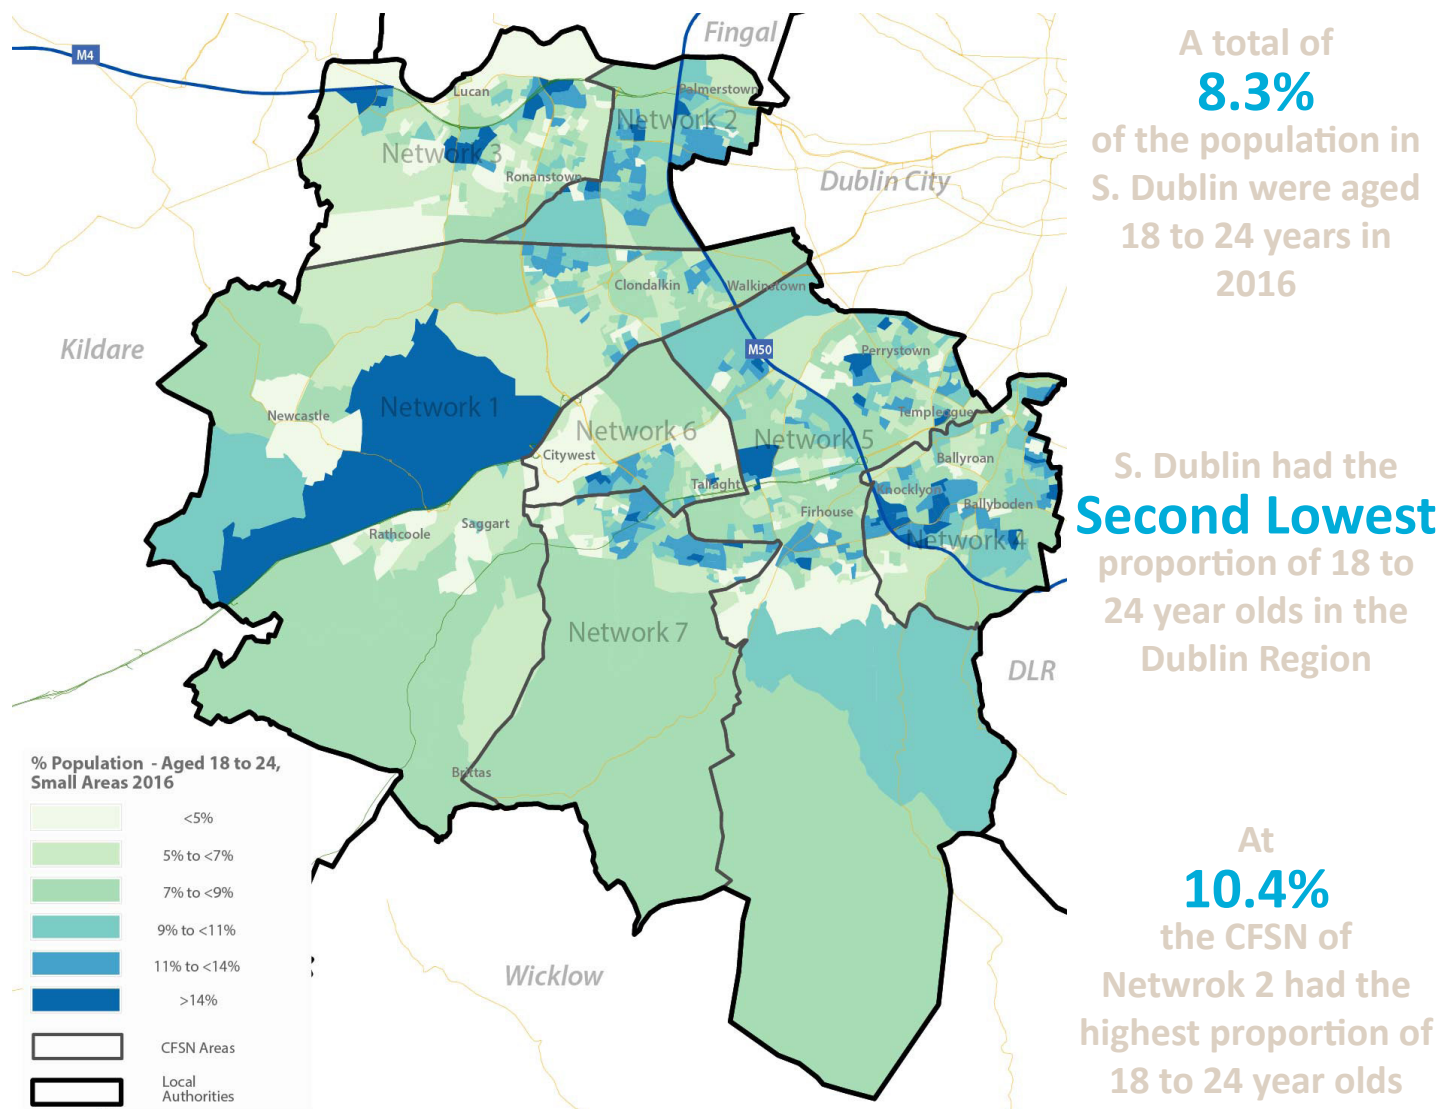 Fingal
M4
Lucan
Palmerstown
Network 2
Network 3
Ronanstown
Dublin City
Clondalkin
Walkinstown
Kildare
M50
Perrystown
Network 1
Newcastle
Templeogue
Network 6
Network 5
Citywest
Ballyroan
Tallaght
Knocklyon
Ballyboden
Firhouse
Saggart
Rathcoole
Network 4
Network 7
DLR
Brittas
Wicklow
% Population - Aged 18 to 24,
Small Areas 2016
<5%
5% to <7%
7% to <9%
9% to <11%
11% to <14%
>14%
CFSN Areas
Local
Authorities
A total of
8.3%
of the population in
S. Dublin were aged
18 to 24 years in
2016
S. Dublin had the
Second Lowest
proportion of 18 to
24 year olds in the
Dublin Region
At
10.4%
the CFSN of
Netwrok 2 had the
highest proportion of
18 to 24 year olds